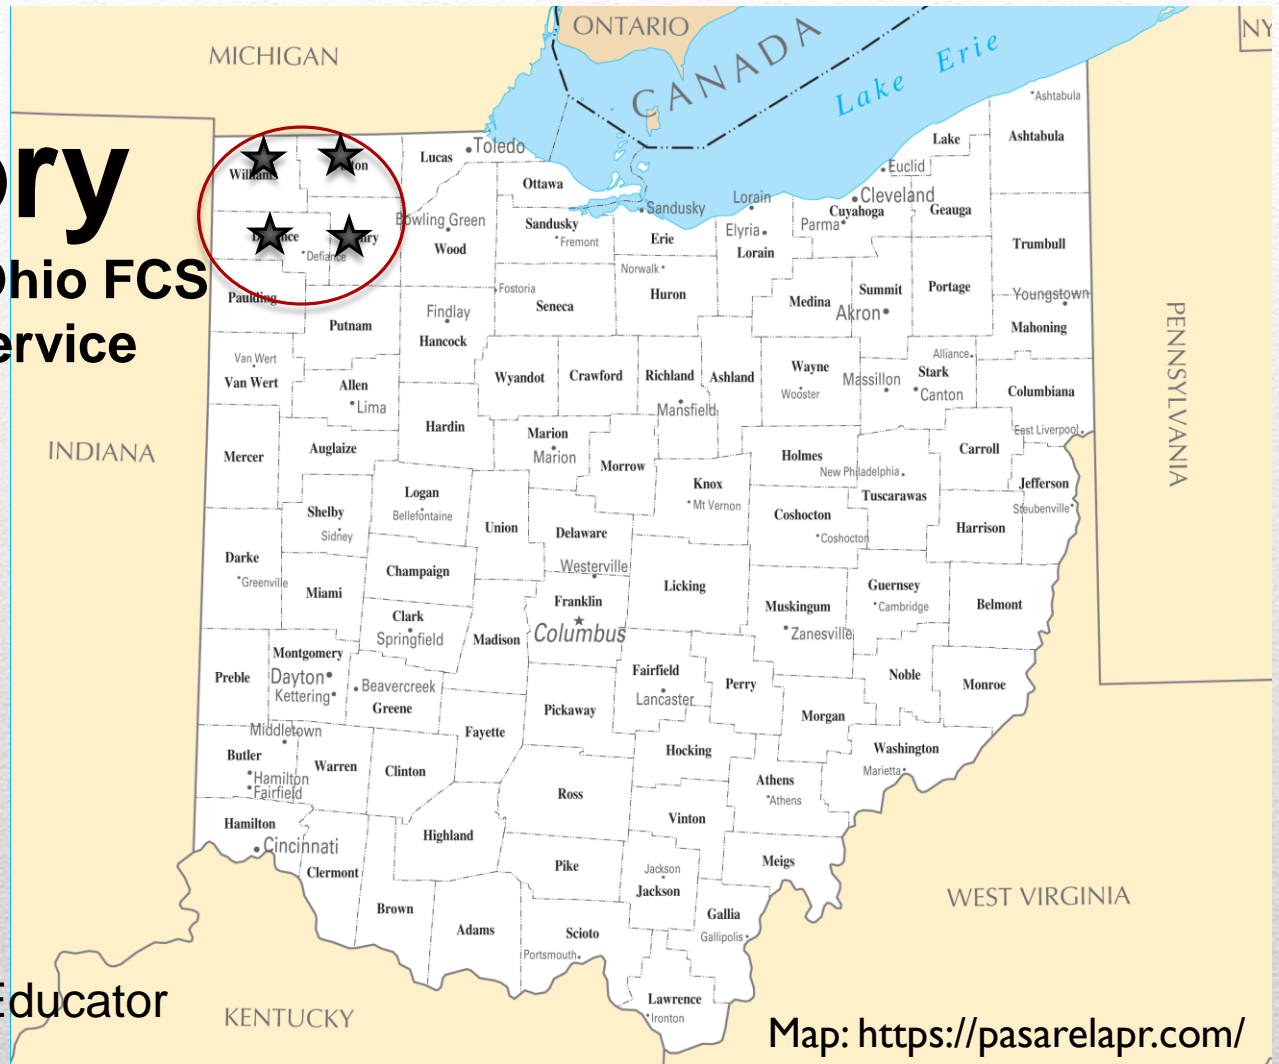 ONTARIO
NY
MICHIGAN
CANADA
Lake Erie
Ashtabula
Ashtabula
Lake
ory
Toledo
Lucas
Euclid
Williams
Ottawa
Cleveland
Lorain
Geauga
Cuyahoga
Sandusky
Parma
Bowling Green
Sandusky
Elyria
Erie
Fremont
Trumbull
Wood
Lorain
Defiance
Ohio FCS
Norwalk
Portage
Summit
Fostoria
Huron
Youngstown
Paulding
Medina
Seneca
Findlay
Akron
PENNSYLVANIA
Putnam
Mahoning
ervice
Hancock
Alliance
Van Wert
Wayne
Stark
Wyandot
Crawford
Richland
Ashland
Massillon
Van Wert
Allen
Wooster
Canton
Columbiana
Lima
Mansfield
Hardin
East Liverpool
Marion
INDIANA
Auglaize
Carroll
Mercer
Marion
Holmes
Morrow
New Philadelphia
Knox
Jefferson
Logan
Tuscarawas
Mt Vernon
Steubenville
Shelby
Bellefontaine
Coshocton
Union
Harrison
Sidney
Delaware
Coshocton
Darke
Westerville
Champaign
Greenville
Licking
Guernsey
Miami
Franklin
Belmont
Muskingum
Cambridge
Clark
Columbus
Springfield
Madison
Zanesville
Montgomery
Fairfield
Noble
Preble
Dayton
Perry
Monroe
Beavercreek
Kettering
Lancaster
Greene
Pickaway
Morgan
Middletown
Fayette
Hocking
Washington
Butler
Warren
Clinton
Marietta
Hamilton
Athens
Fairfield
Ross
Athens
Vinton
Hamilton
Highland
Cincinnati
Meigs
Pike
Clermont
Jackson
Jackson
WEST VIRGINIA
Brown
Gallia
Adams
Scioto
Gallipolis
Portsmouth
Educator
Lawrence
KENTUCKY
Ironton
Map: https://pasarelapr.com/